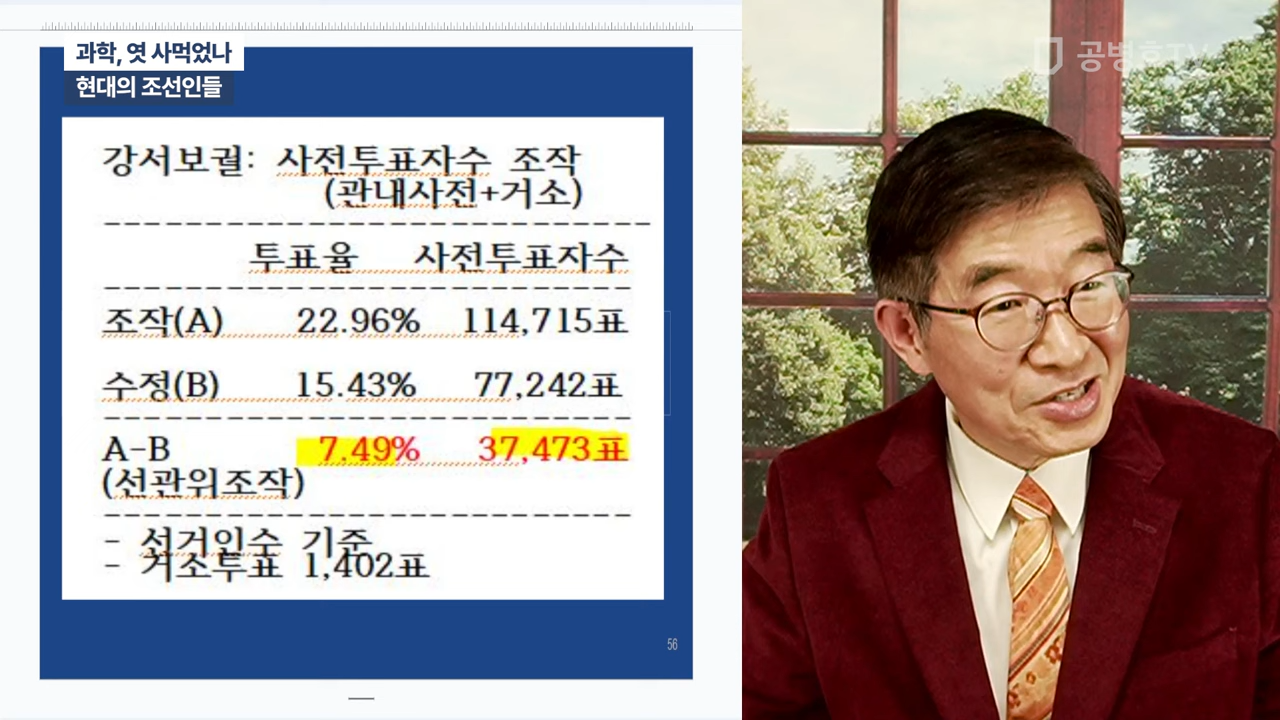 과학, 엿 사먹었나
현대의 조선인들
공병호TV
강서보궐: 사전투표자수 조작
(관내사전+거소)
투표율 사전투표자수
조작(A) 22.96% 114,715표
수정(B) 15.43% 77,242표
A-B 7.49% 37,473표
(선관위조작)
- 선거인수 기준
- 거소투표 1,402표
56